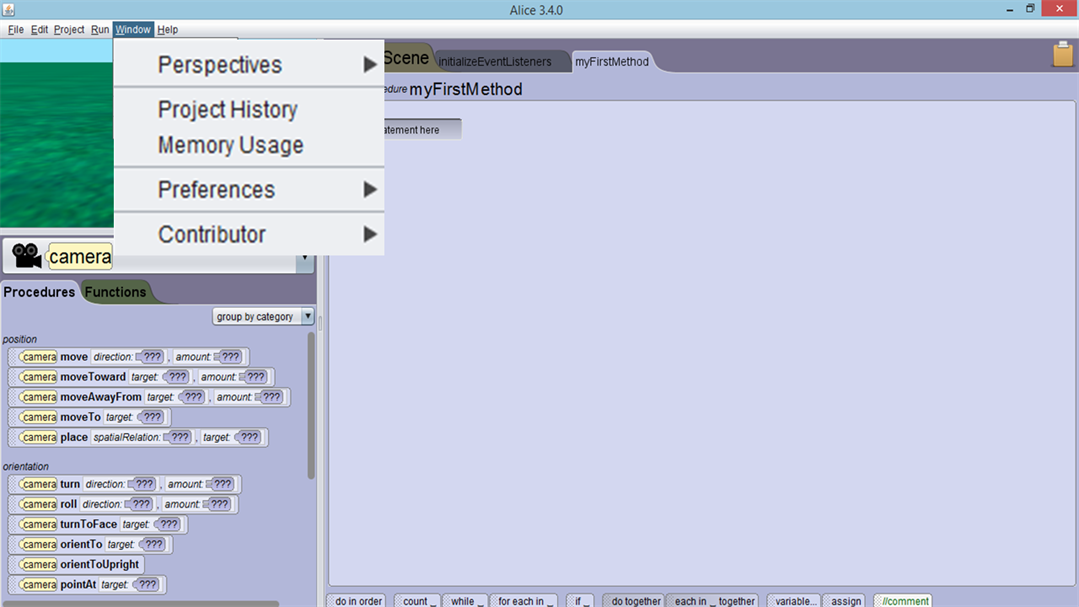 Alice 3.4.0
File Edit Project Run Window Help
Perspectives
Project History
Memory Usage
Preferences
Contributor
Scene initializeEventListeners myFirstMethod
edure myFirstMethod
atement here
camera
Procedures Functions
group by category
position
camera move direction: ??? , amount: ???
camera moveToward target: ??? , amount: ???
camera moveAwayFrom target: ??? , amount: ???
camera moveTo target: ???
camera place spatialRelation: ??? , target: ???
orientation
camera turn direction: ??? , amount: ???
camera roll direction: ??? , amount: ???
camera turnToFace target: ???
camera orientTo target: ???
camera orientToUpright
camera pointAt target: ???
do in order count _ while _ for each in _ if _ do together each in _ together variable... assign //comment